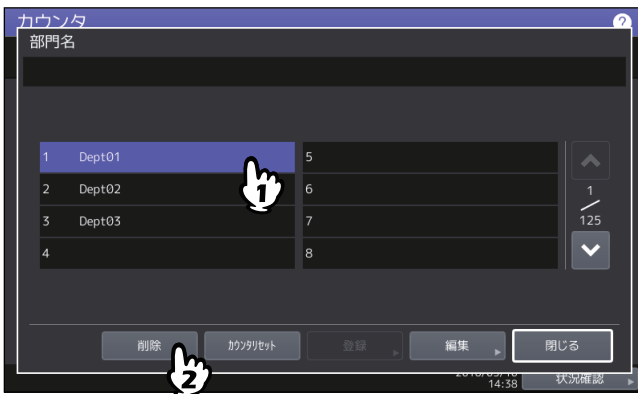 カウンタ
?
部門名
1 Dept01
2 Dept02
3 Dept03
4
5
6
7
8
1
125
1
2
削除
ｶｳﾝﾀﾘｾｯﾄ
登録
編集
閉じる
14:38
状況確認